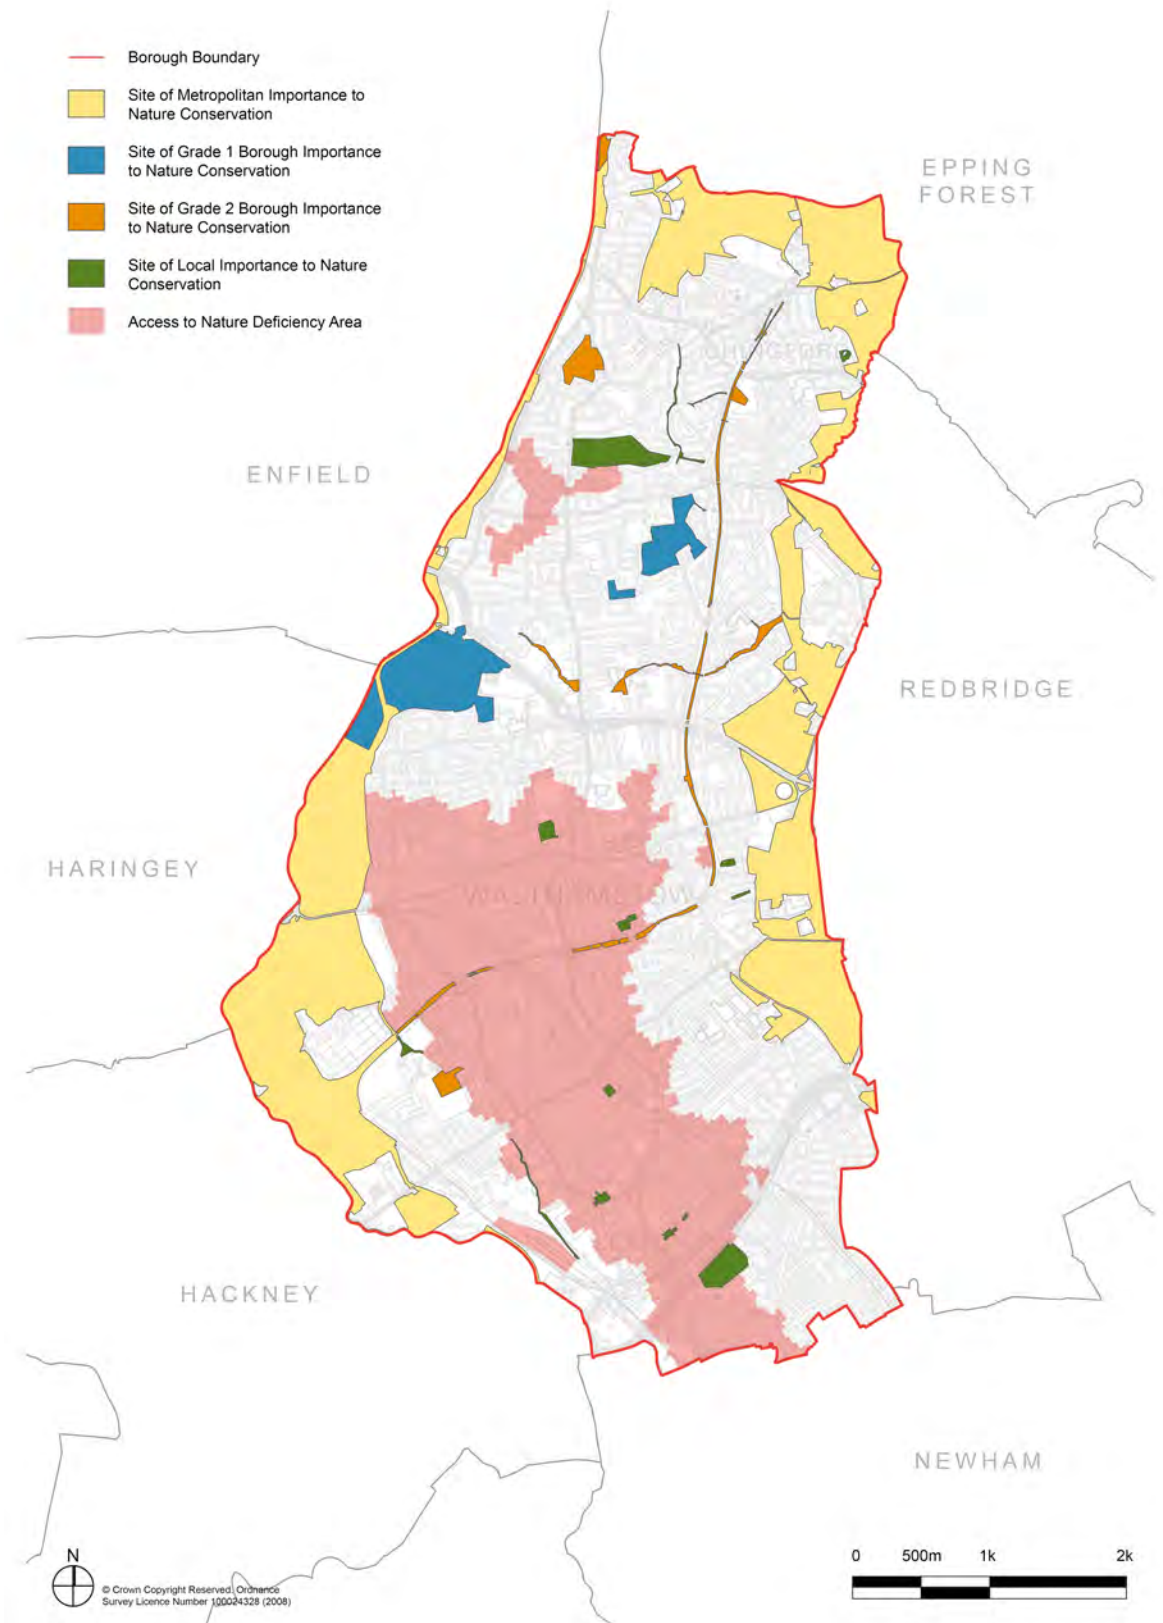 Borough Boundary
Site of Metropolitan Importance to
Nature Conservation
Site of Grade 1 Borough Importance
to Nature Conservation
Site of Grade 2 Borough Importance
to Nature Conservation
Site of Local Importance to Nature
Conservation
Access to Nature Deficiency Area
EPPING
FOREST
CHINGFORD
ENFIELD
REDBRIDGE
HARINGEY
WALTHAMSTOW
HACKNEY
NEWHAM
N
© Crown Copyright Reserved. Ordnance
Survey Licence Number 100024328 (2008)
0 500m 1k 2k